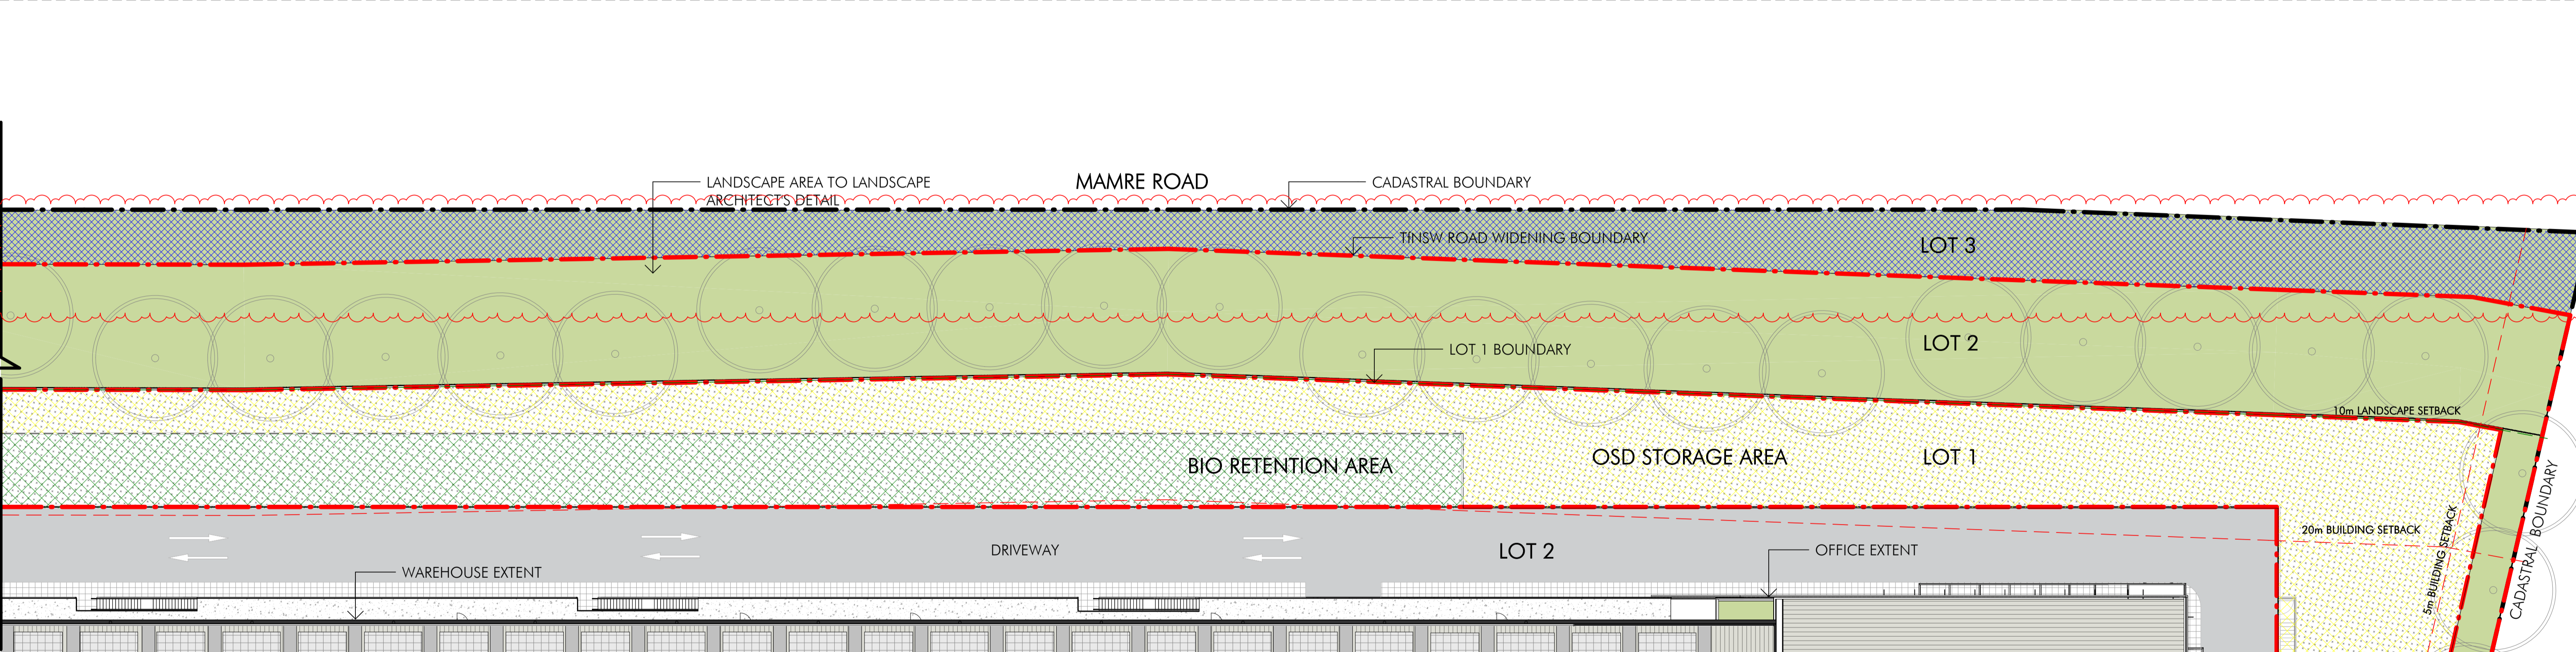 LANDSCAPE AREA TO LANDSCAPE
ARCHITECT'S DETAIL
MAMRE ROAD
CADASTRAL BOUNDARY
TfNSW ROAD WIDENING BOUNDARY
LOT 3
LOT 2
LOT 1 BOUNDARY
10m LANDSCAPE SETBACK
BIO RETENTION AREA
OSD STORAGE AREA
LOT 1
20m BUILDING SETBACK
5m BUILDING SETBACK
CADASTRAL BOUNDARY
DRIVEWAY
LOT 2
OFFICE EXTENT
WAREHOUSE EXTENT